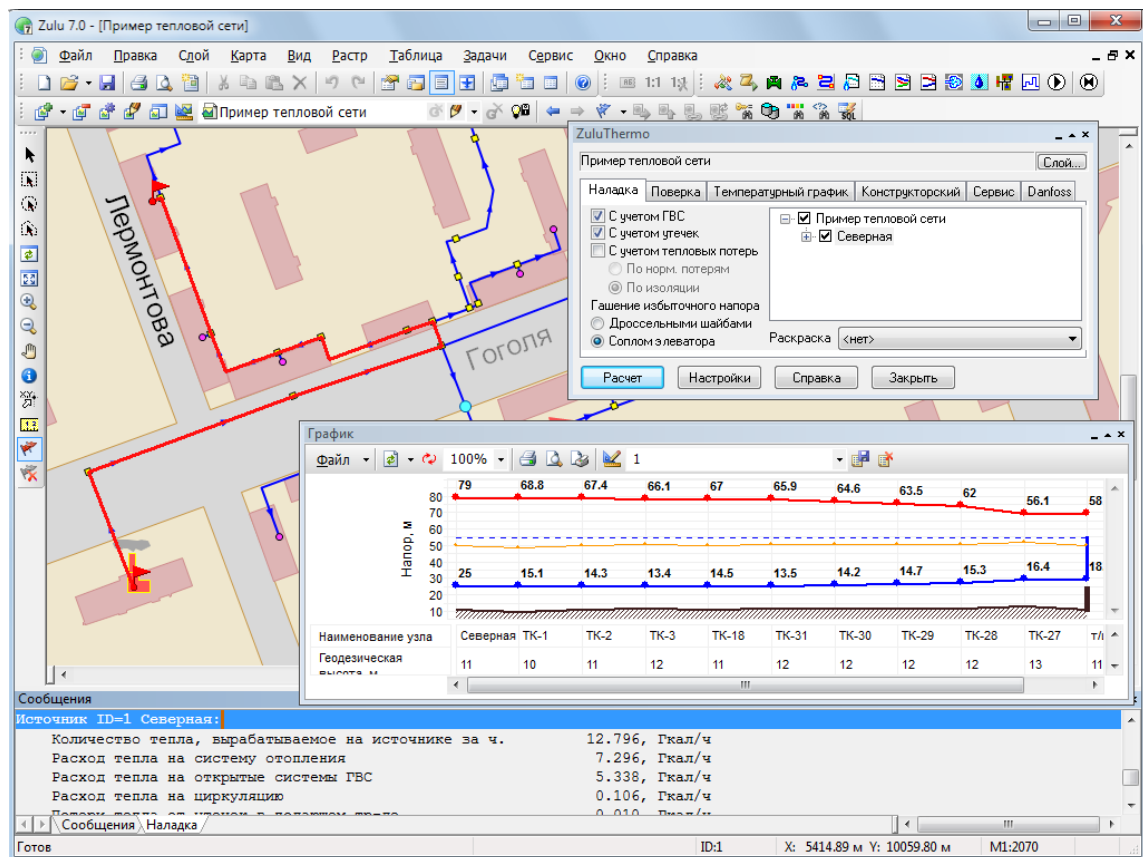 Zulu 7.0 - [Пример тепловой сети]
Файл Правка Слой Карта Вид Растр Таблица Задачи Сервис Окно Справка
1:1
Пример тепловой сети
SQL
Лермонтова
Гоголя
ZuluThermo
Пример тепловой сети Слой...
Наладка Поверка Температурный график Конструкторский Сервис Danfoss
С учетом ГВС
С учетом утечек
С учетом тепловых потерь
По норм. потерям
По изоляции
Гашение избыточного напора
Дроссельными шайбами
Соплом элеватора
Пример тепловой сети
Северная
Раскраска <нет>
Расчет Настройки Справка Закрыть
График
Файл 100% 1
Напор, м
80
70
60
50
40
30
20
10
79 68.8 67.4 66.1 67 65.9 64.6 63.5 62 56.1 58
25 15.1 14.3 13.4 14.5 13.5 14.2 14.7 15.3 16.4 18
Наименование узла Северная ТК-1 ТК-2 ТК-3 ТК-18 ТК-31 ТК-30 ТК-29 ТК-28 ТК-27
Геодезическая
высота, м 11 10 11 12 11 12 12 12 12 13 11
Сообщения
Источник ID=1 Северная:
Количество тепла, вырабатываемое на источнике за ч. 12.796, Гкал/ч
Расход тепла на систему отопления 7.296, Гкал/ч
Расход тепла на открытые системы ГВС 5.338, Гкал/ч
Расход тепла на циркуляцию 0.106, Гкал/ч
Сообщения Наладка
Готов ID:1 X: 5414.89 м Y: 10059.80 м М1:2070